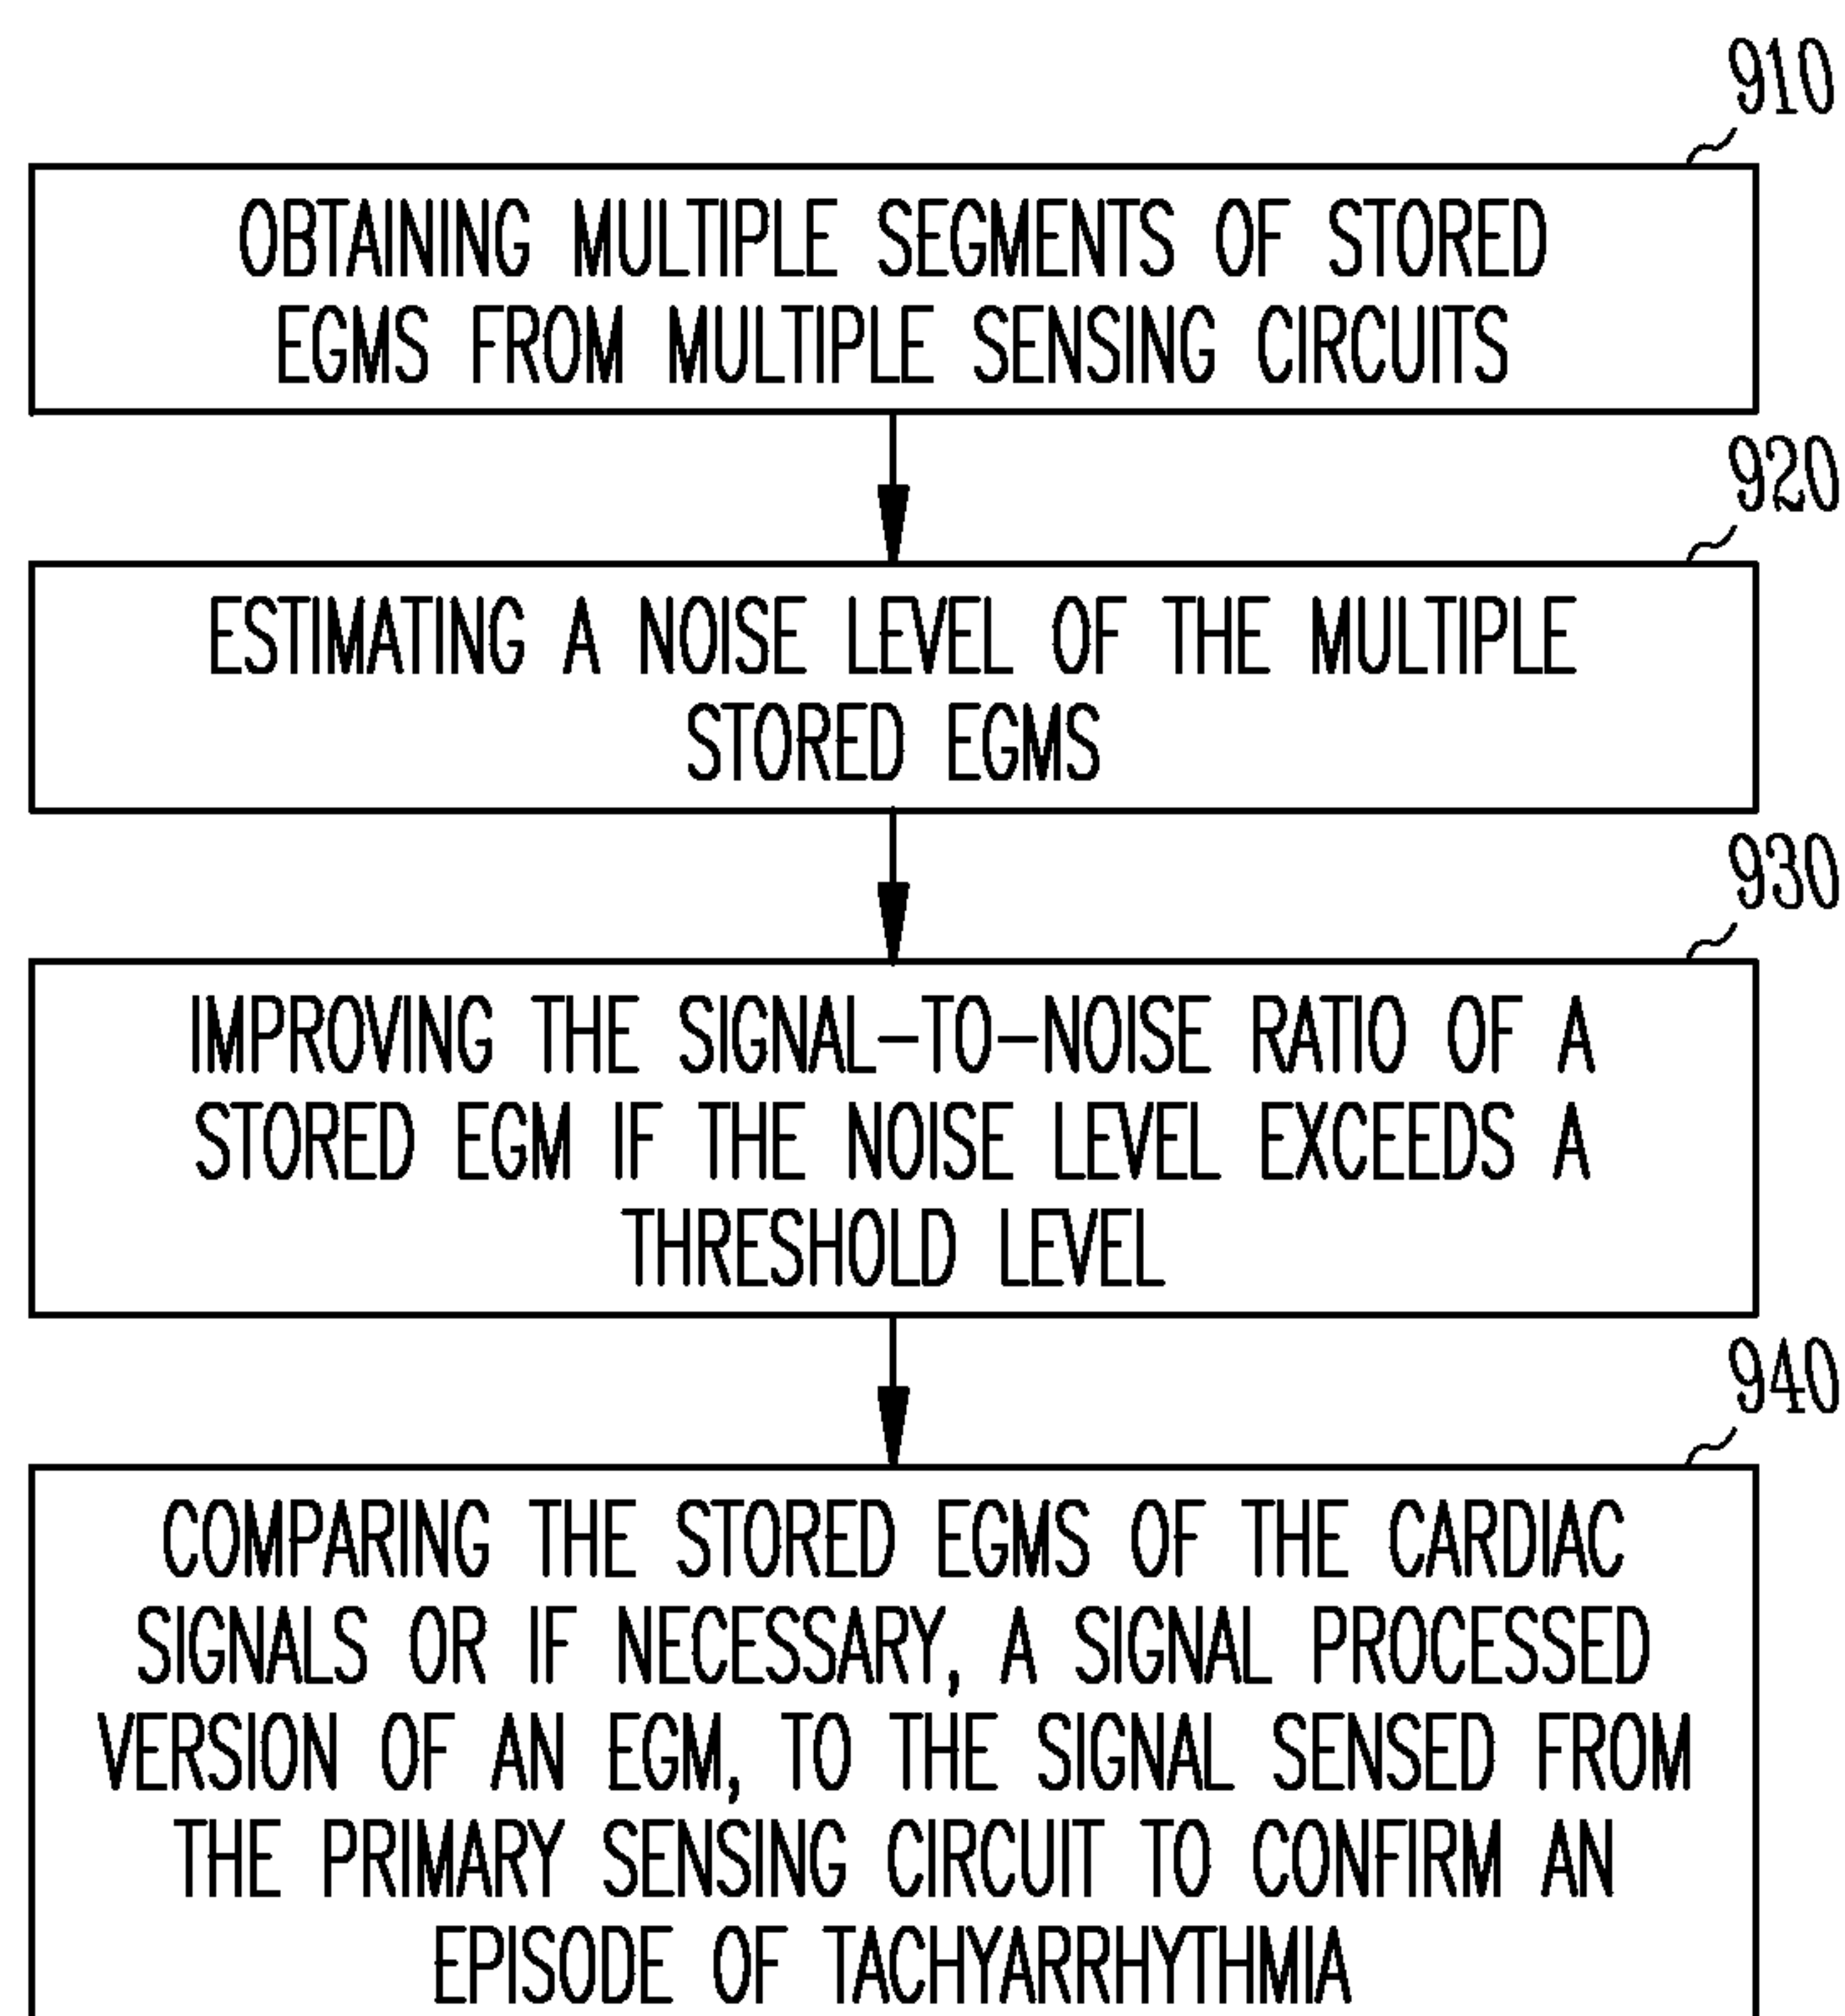 910
OBTAINING MULTIPLE SEGMENTS OF STORED
EGMS FROM MULTIPLE SENSING CIRCUITS
920
ESTIMATING A NOISE LEVEL OF THE MULTIPLE
STORED EGMS
930
IMPROVING THE SIGNAL-TO-NOISE RATIO OF A
STORED EGM IF THE NOISE LEVEL EXCEEDS A
THRESHOLD LEVEL
940
COMPARING THE STORED EGMS OF THE CARDIAC
SIGNALS OR IF NECESSARY, A SIGNAL PROCESSED
VERSION OF AN EGM, TO THE SIGNAL SENSED FROM
THE PRIMARY SENSING CIRCUIT TO CONFIRM AN
EPISODE OF TACHYARRHYTHMIA